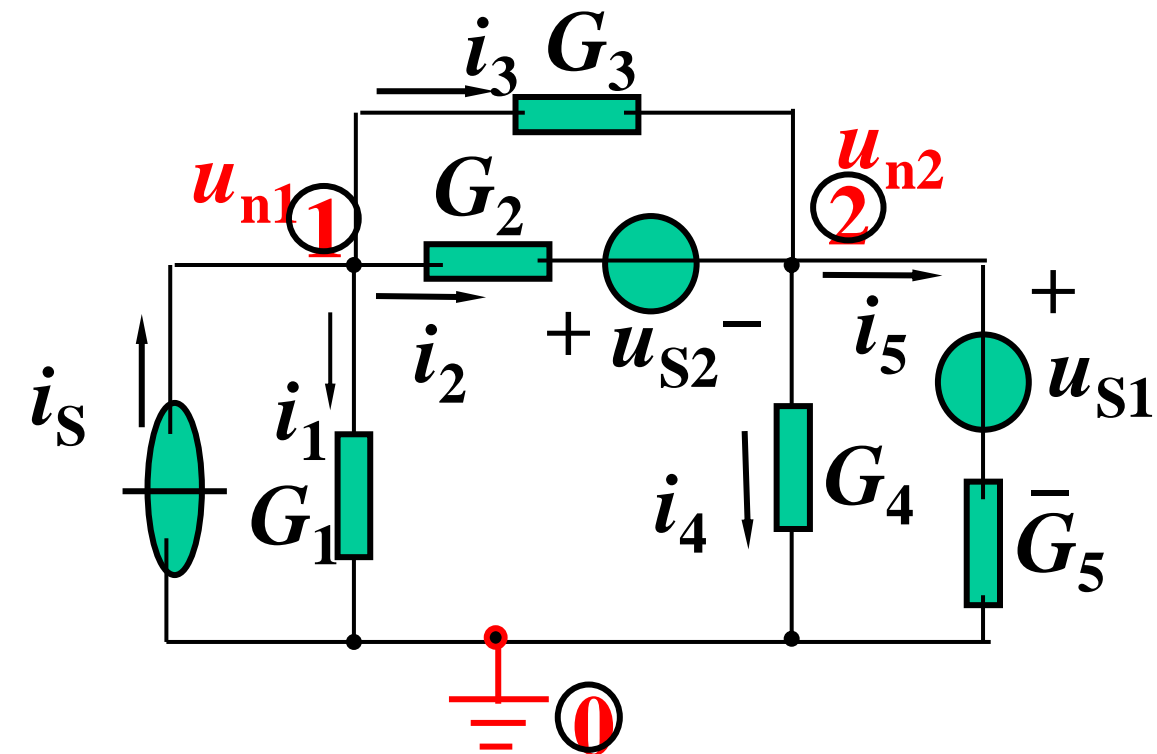 i3 G3
un1 1 G2 un2 2
i2 + uS2 − i5 +
iS i1 uS1
G1 i4 G4 −
G5
0